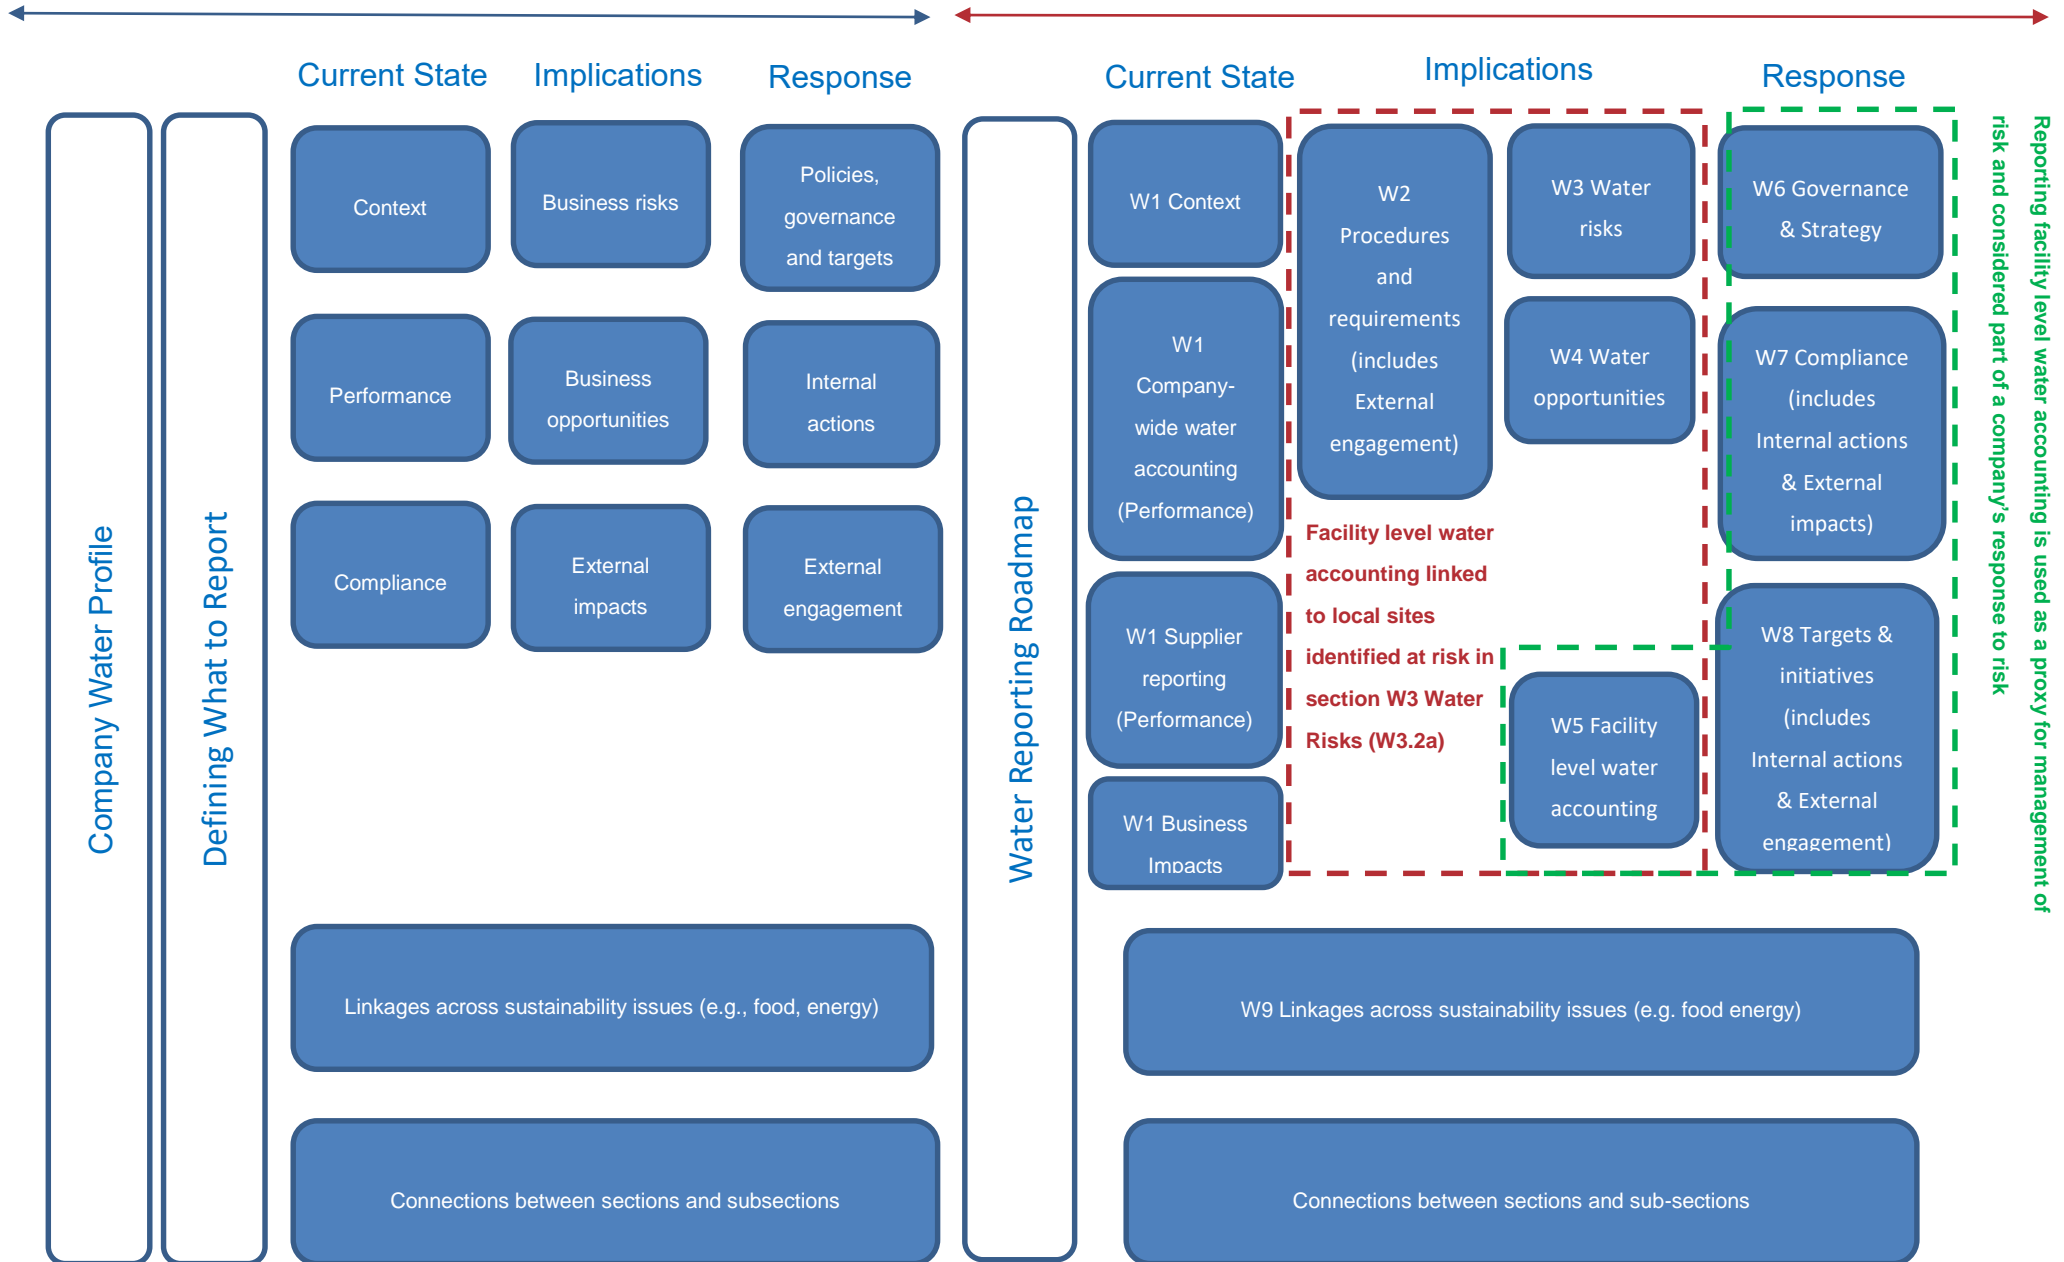 Current State
Implications
Response
Company Water Profile
Defining What to Report
Context
Business risks
Policies,
governance
and targets
Performance
Business
opportunities
Internal
actions
Compliance
External
impacts
External
engagement
Linkages across sustainability issues (e.g., food, energy)
Connections between sections and subsections
Water Reporting Roadmap
Current State
Implications
Response
W1 Context
W1
Company-
wide water
accounting
(Performance)
W1 Supplier
reporting
(Performance)
W1 Business
Impacts
W2
Procedures
and
requirements
(includes
External
engagement)
W3 Water
risks
W4 Water
opportunities
Facility level water
accounting linked
to local sites
identified at risk in
section W3 Water
Risks (W3.2a)
W5 Facility
level water
accounting
W6 Governance
& Strategy
W7 Compliance
(includes
Internal actions
& External
impacts)
W8 Targets &
initiatives
(includes
Internal actions
& External
engagement)
Reporting facility level water accounting is used as a proxy for management of
risk and considered part of a company's response to risk
W9 Linkages across sustainability issues (e.g. food energy)
Connections between sections and sub-sections